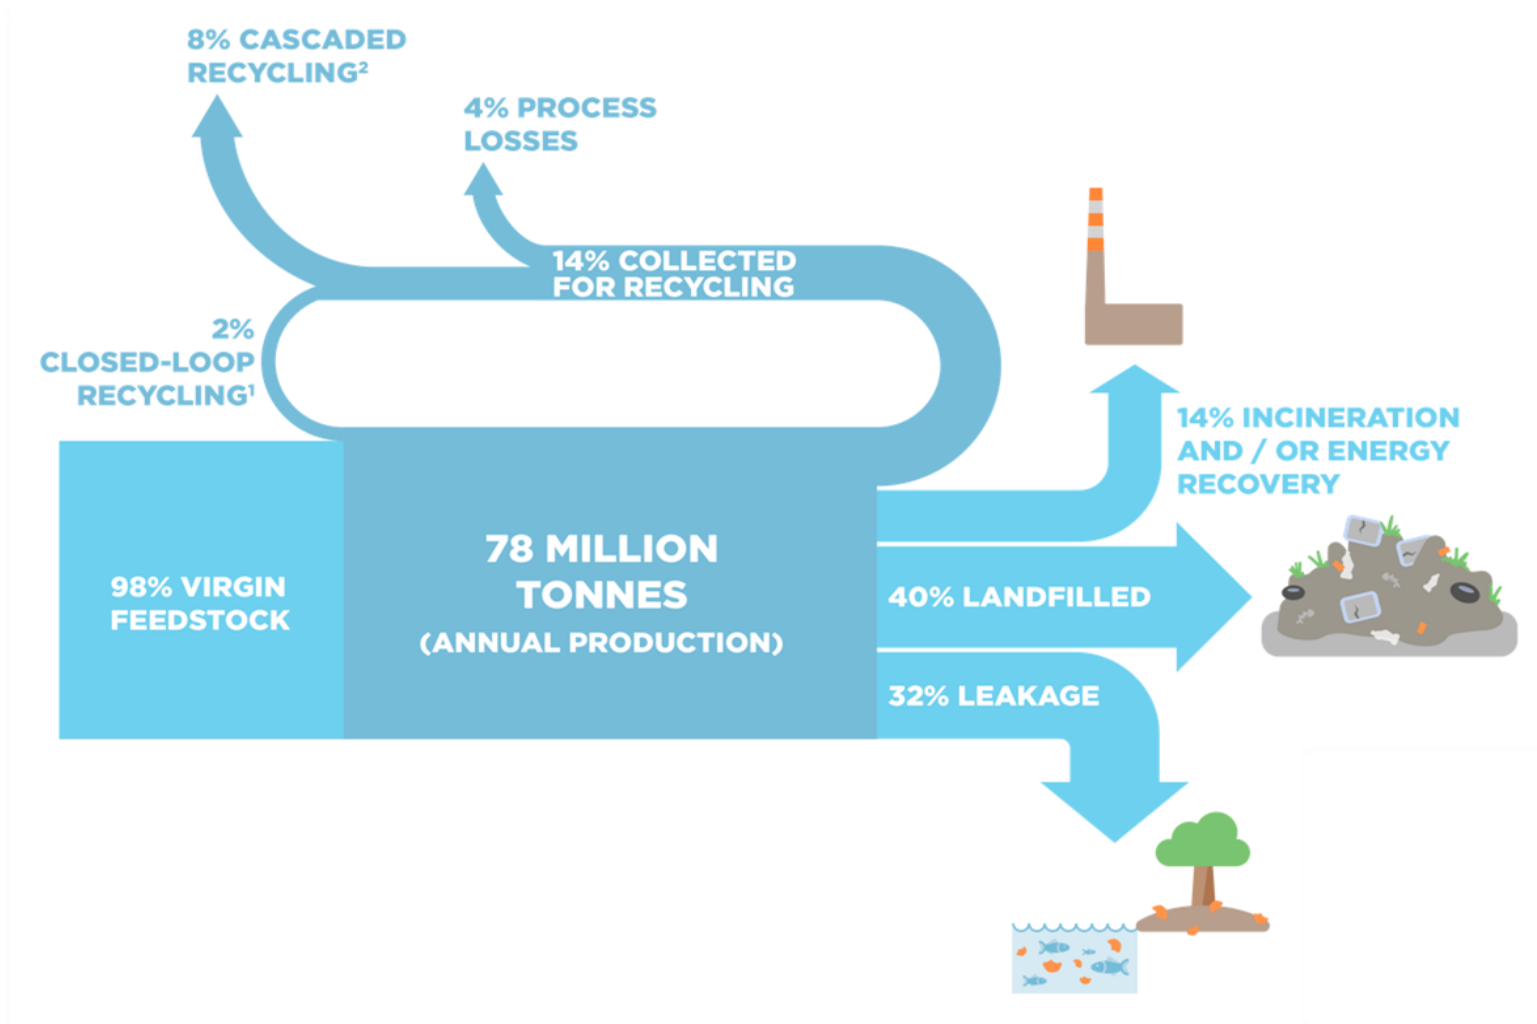 8% CASCADED
RECYCLING²
4% PROCESS
LOSSES
14% COLLECTED
FOR RECYCLING
2%
CLOSED-LOOP
RECYCLING¹
14% INCINERATION
AND / OR ENERGY
RECOVERY
98% VIRGIN
FEEDSTOCK
78 MILLION
TONNES
(ANNUAL PRODUCTION)
40% LANDFILLED
32% LEAKAGE